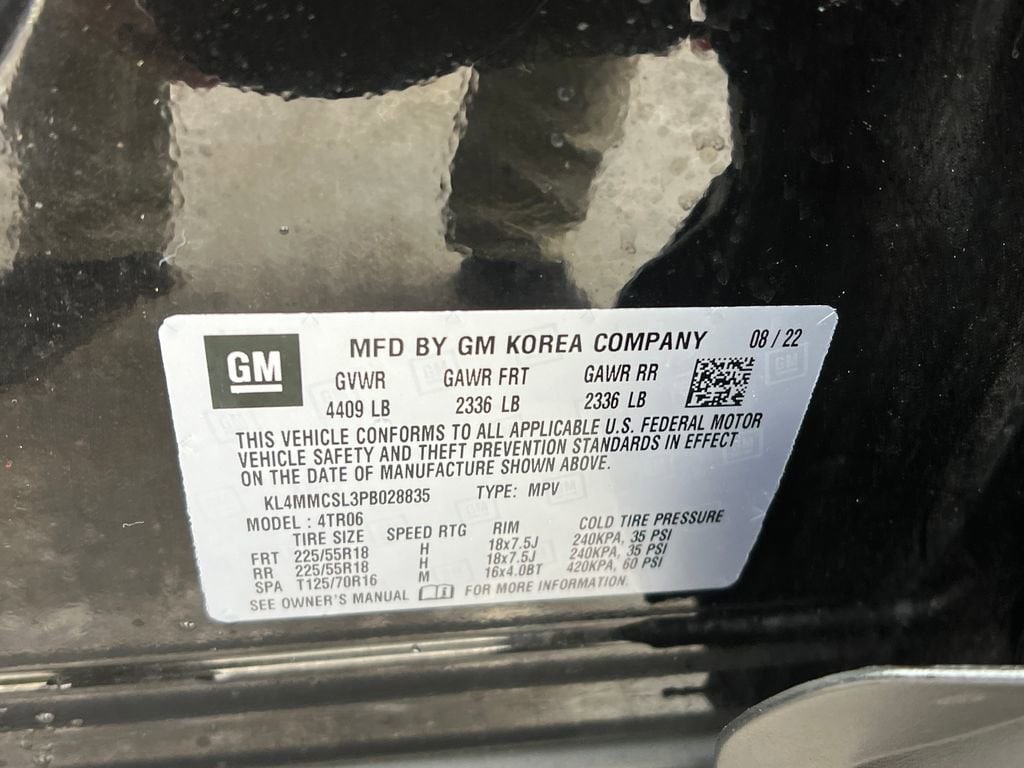 GM
MFD BY GM KOREA COMPANY 08 / 22
GVWR GAWR FRT GAWR RR
4409 LB 2336 LB 2336 LB
THIS VEHICLE CONFORMS TO ALL APPLICABLE U.S. FEDERAL MOTOR
VEHICLE SAFETY AND THEFT PREVENTION STANDARDS IN EFFECT
ON THE DATE OF MANUFACTURE SHOWN ABOVE.
KL4MMCSL3PB028835 TYPE: MPV
MODEL : 4TR06
TIRE SIZE SPEED RTG RIM COLD TIRE PRESSURE
FRT 225/55R18 H 18x7.5J 240KPA, 35 PSI
RR 225/55R18 H 18x7.5J 240KPA, 35 PSI
SPA T125/70R16 M 16x4.0BT 420KPA, 60 PSI
SEE OWNER'S MANUAL FOR MORE INFORMATION.